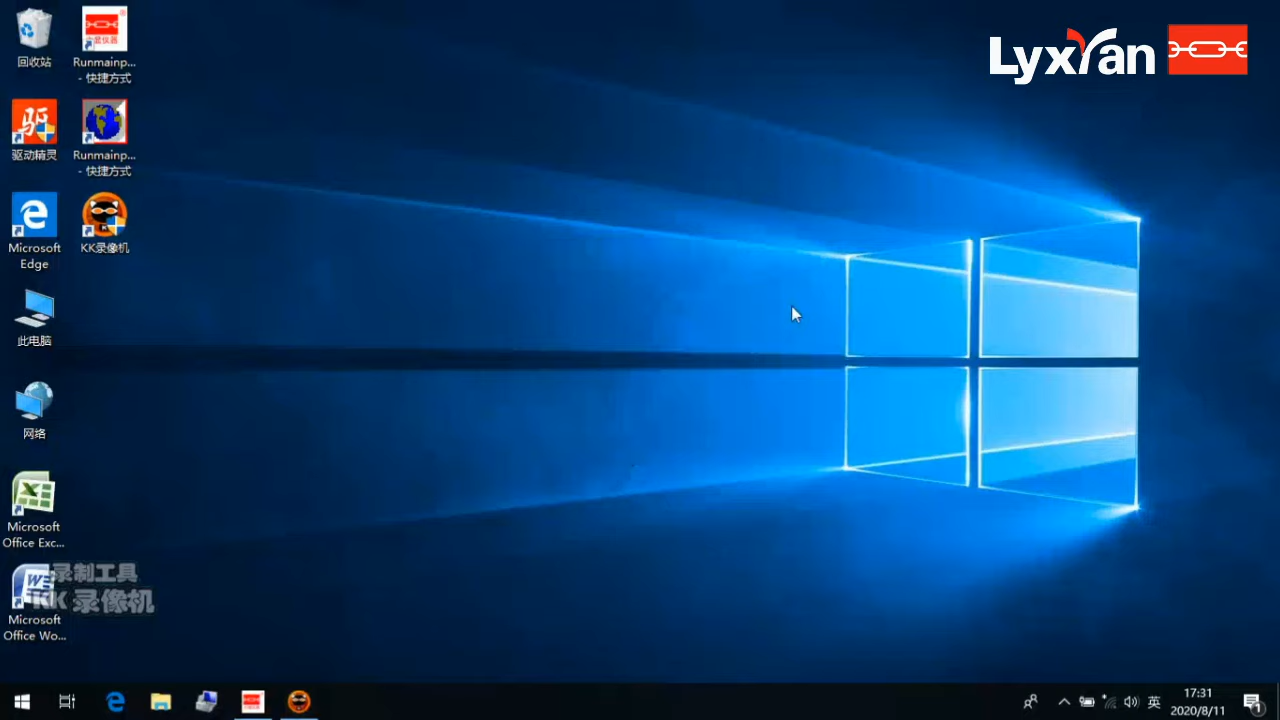 Lyxyan
回收站
Runmainp...
- 快捷方式
驱动精灵
Runmainp...
- 快捷方式
Microsoft
Edge
KK录像机
此电脑
网络
Microsoft
Office Exc...
录制工具
KK 录像机
Microsoft
Office Wo...
英
17:31
2020/8/11
1